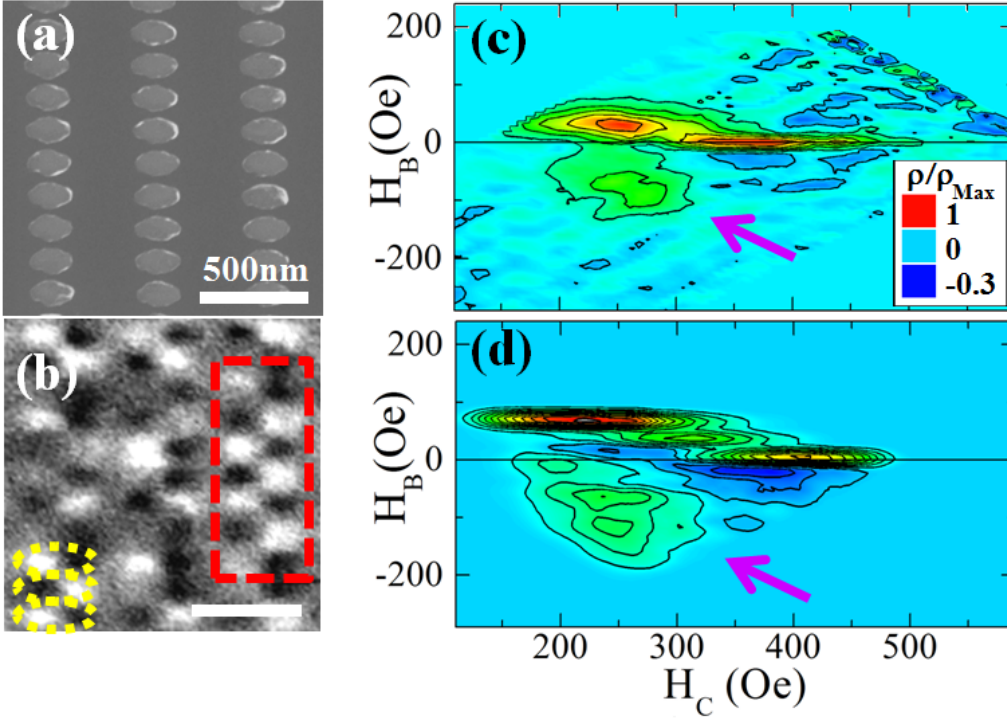 (a)
500nm
(b)
(c)
200
0
-200
H_B (Oe)
ρ/ρ_Max
1
0
-0.3
(d)
200
0
-200
H_B (Oe)
200 300 400 500
H_C (Oe)